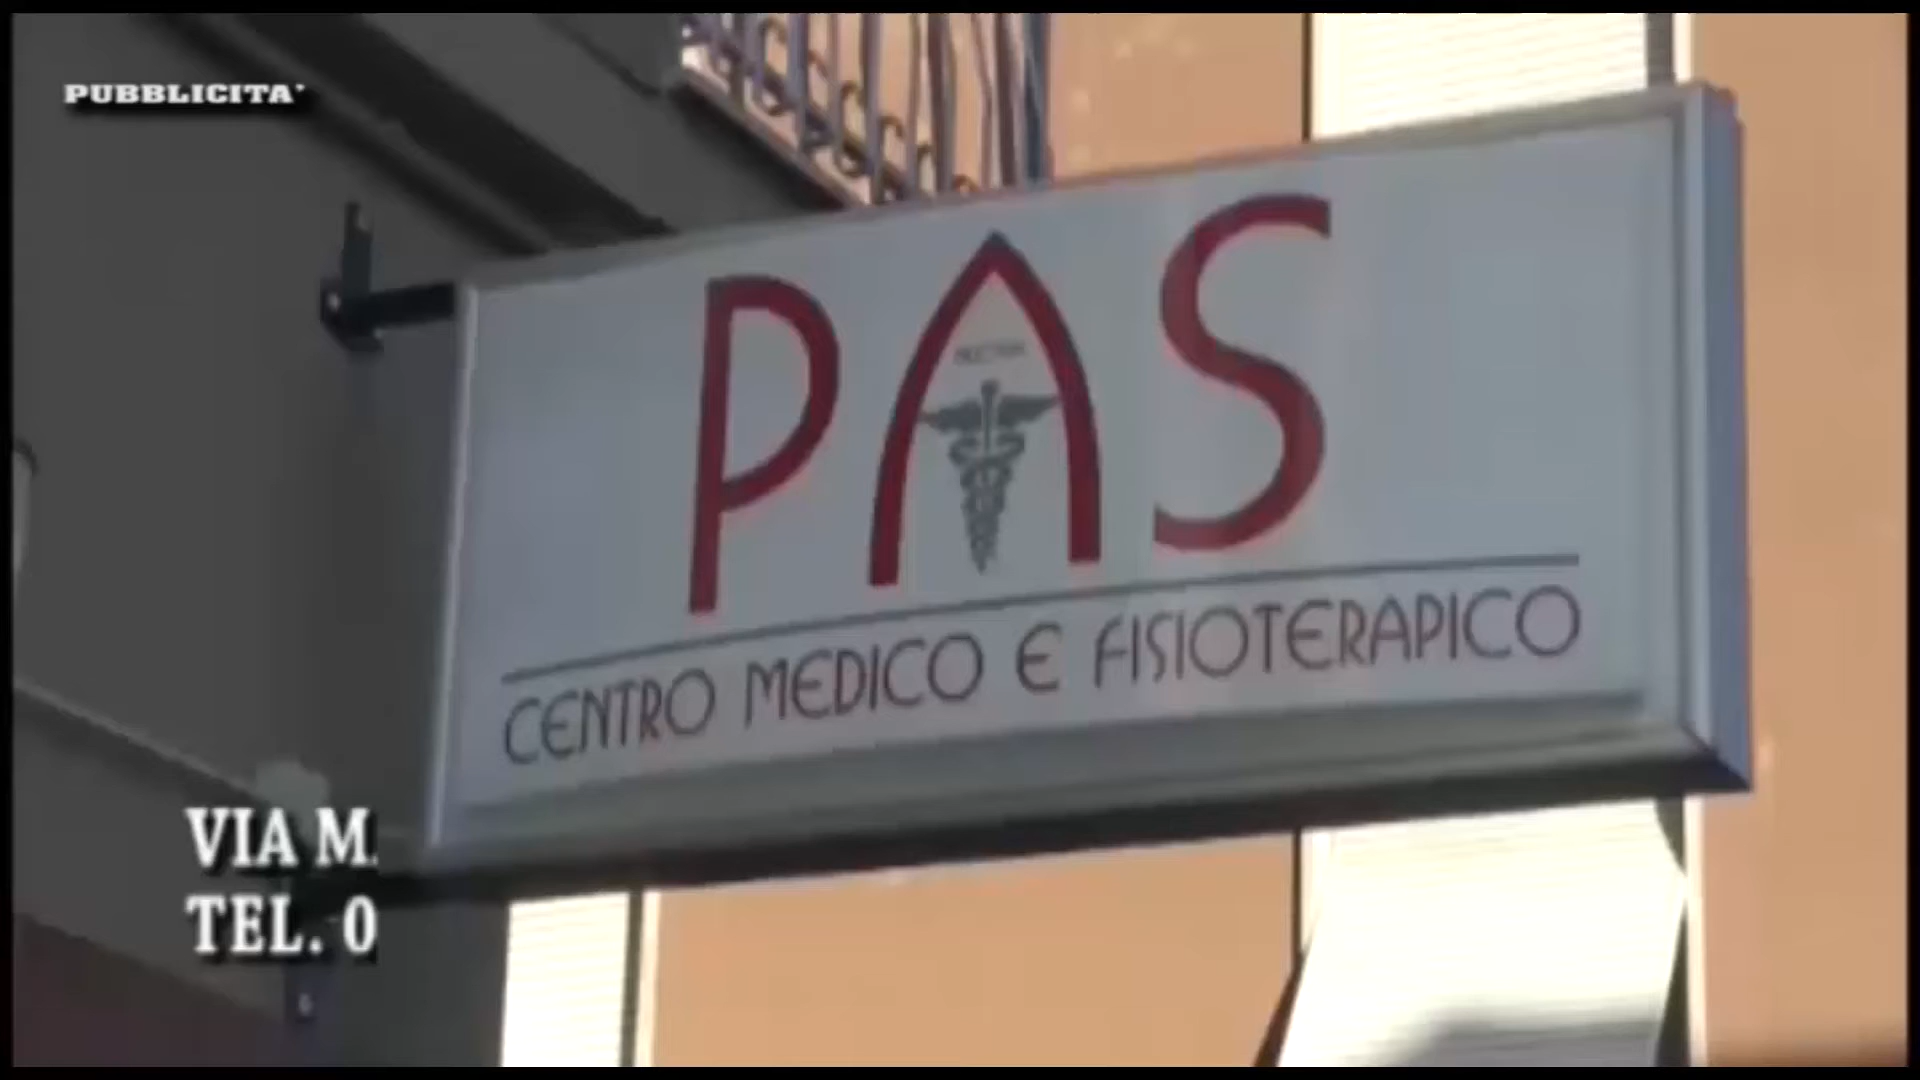 PUBBLICITA'
PAS
CENTRO MEDICO E FISIOTERAPICO
VIA M.
TEL. 0